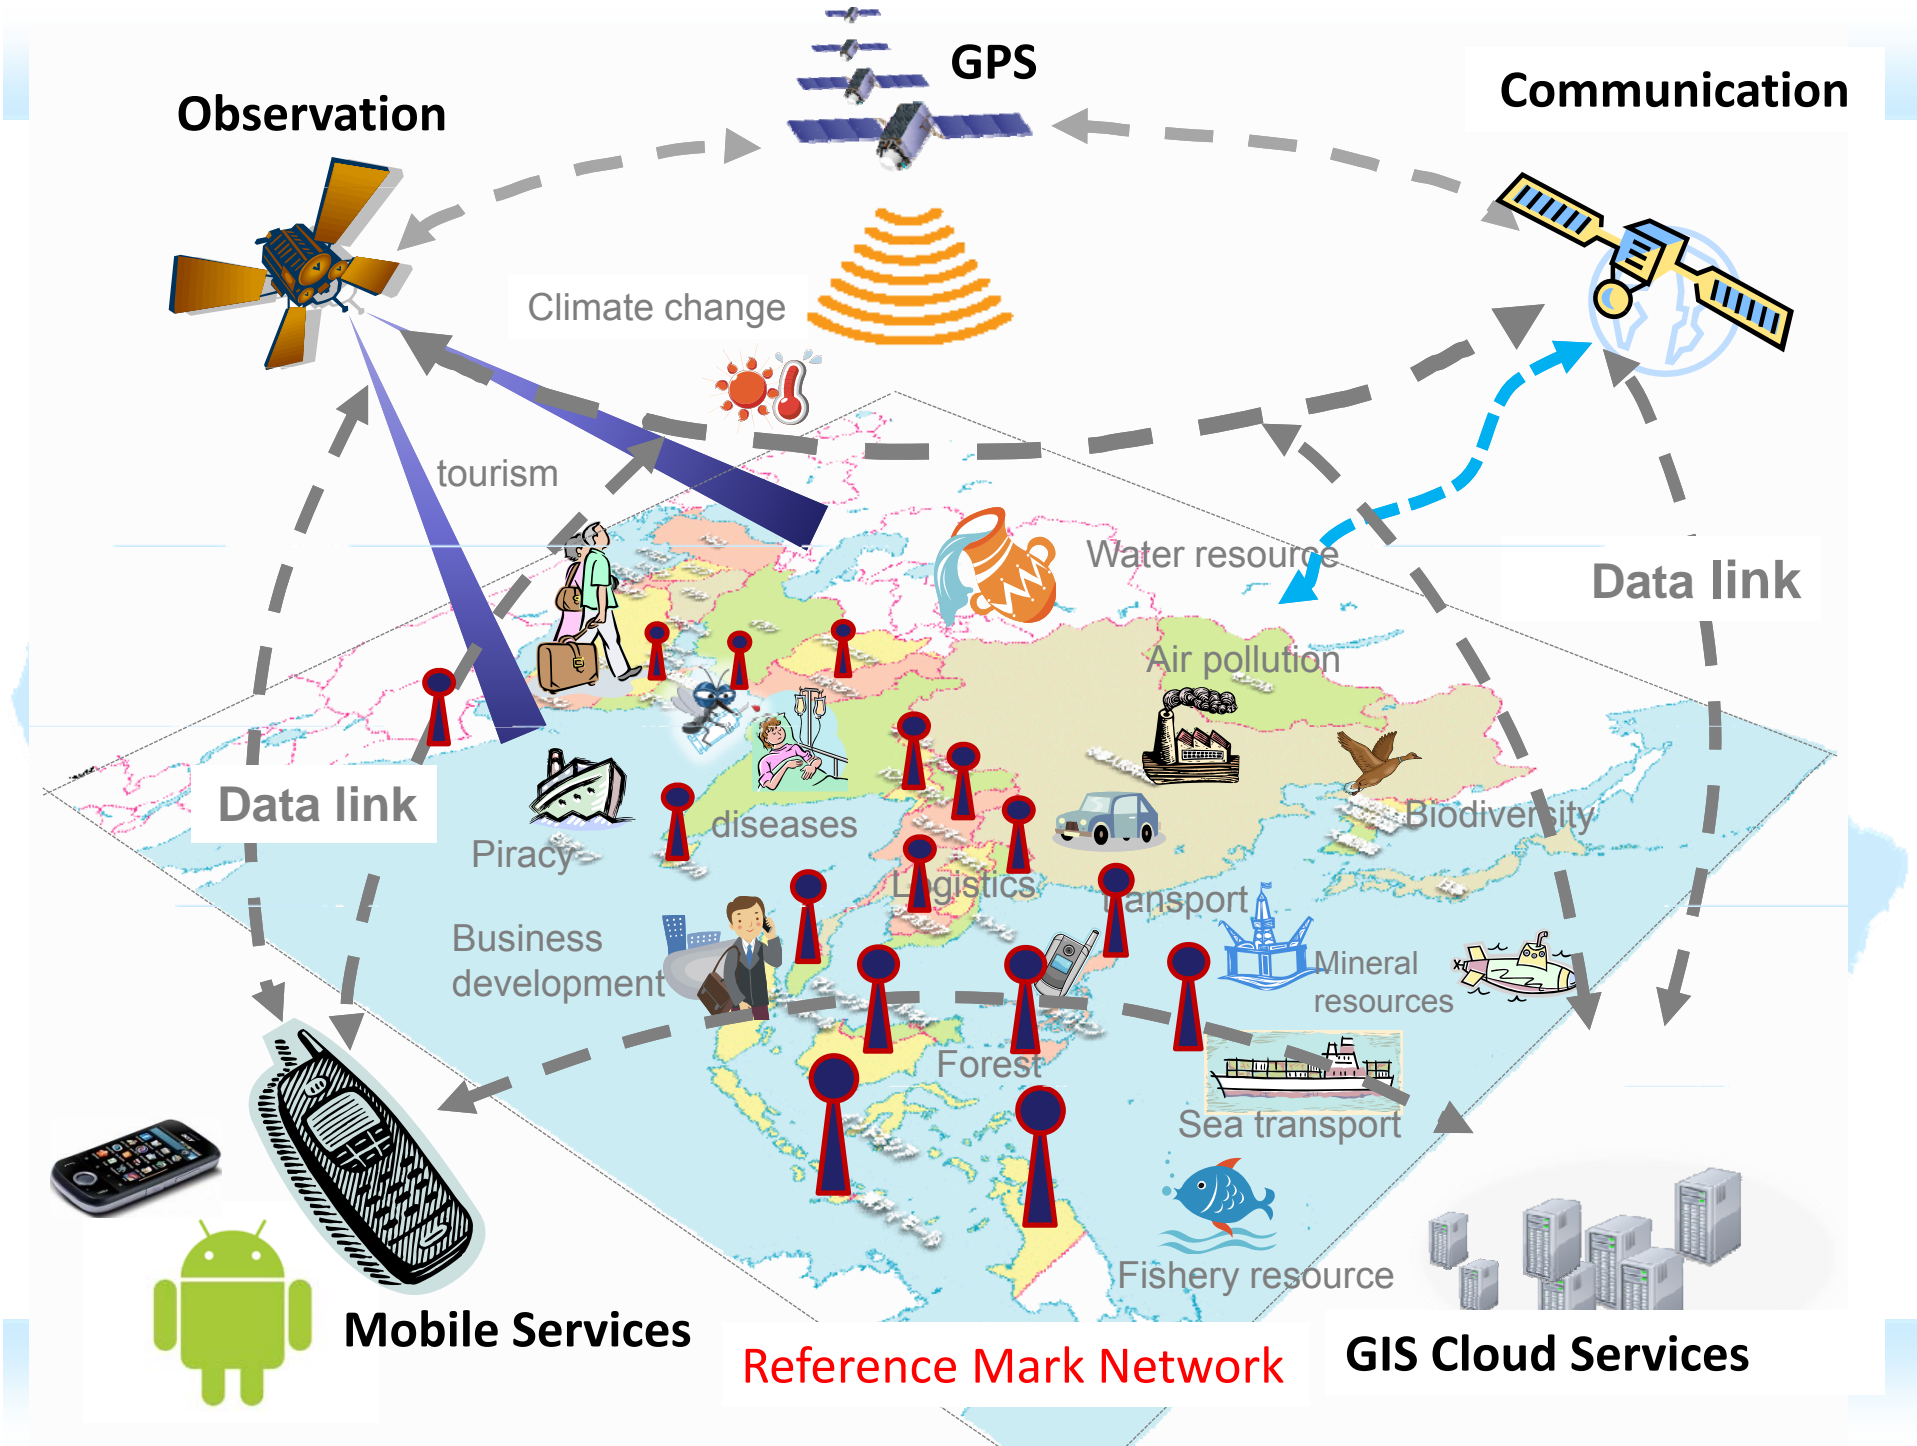 GPS
Communication
Observation
Climate change
tourism
Water resource
Data link
Air pollution
Data link
diseases
Biodiversity
Piracy
Logistics
transport
Business
development
Mineral
resources
Forest
Sea transport
Fishery resource
Mobile Services
Reference Mark Network
GIS Cloud Services